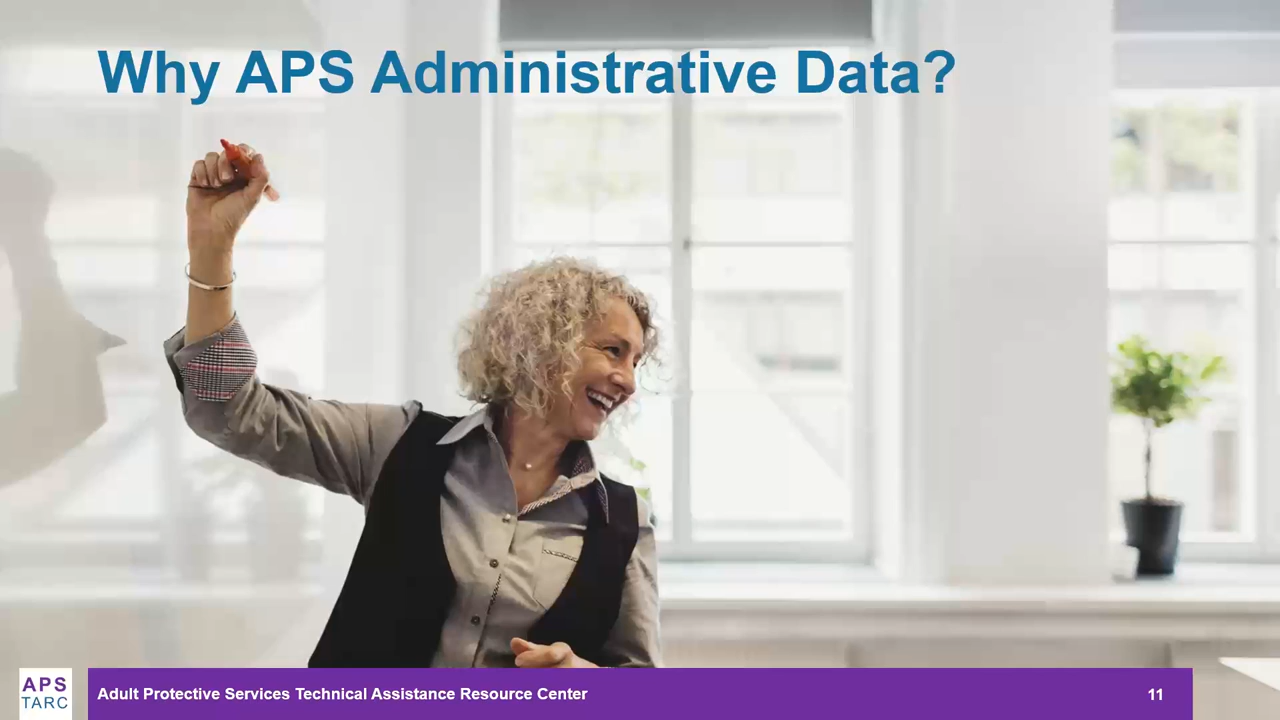 Why APS Administrative Data?
APS
TARC
Adult Protective Services Technical Assistance Resource Center
11